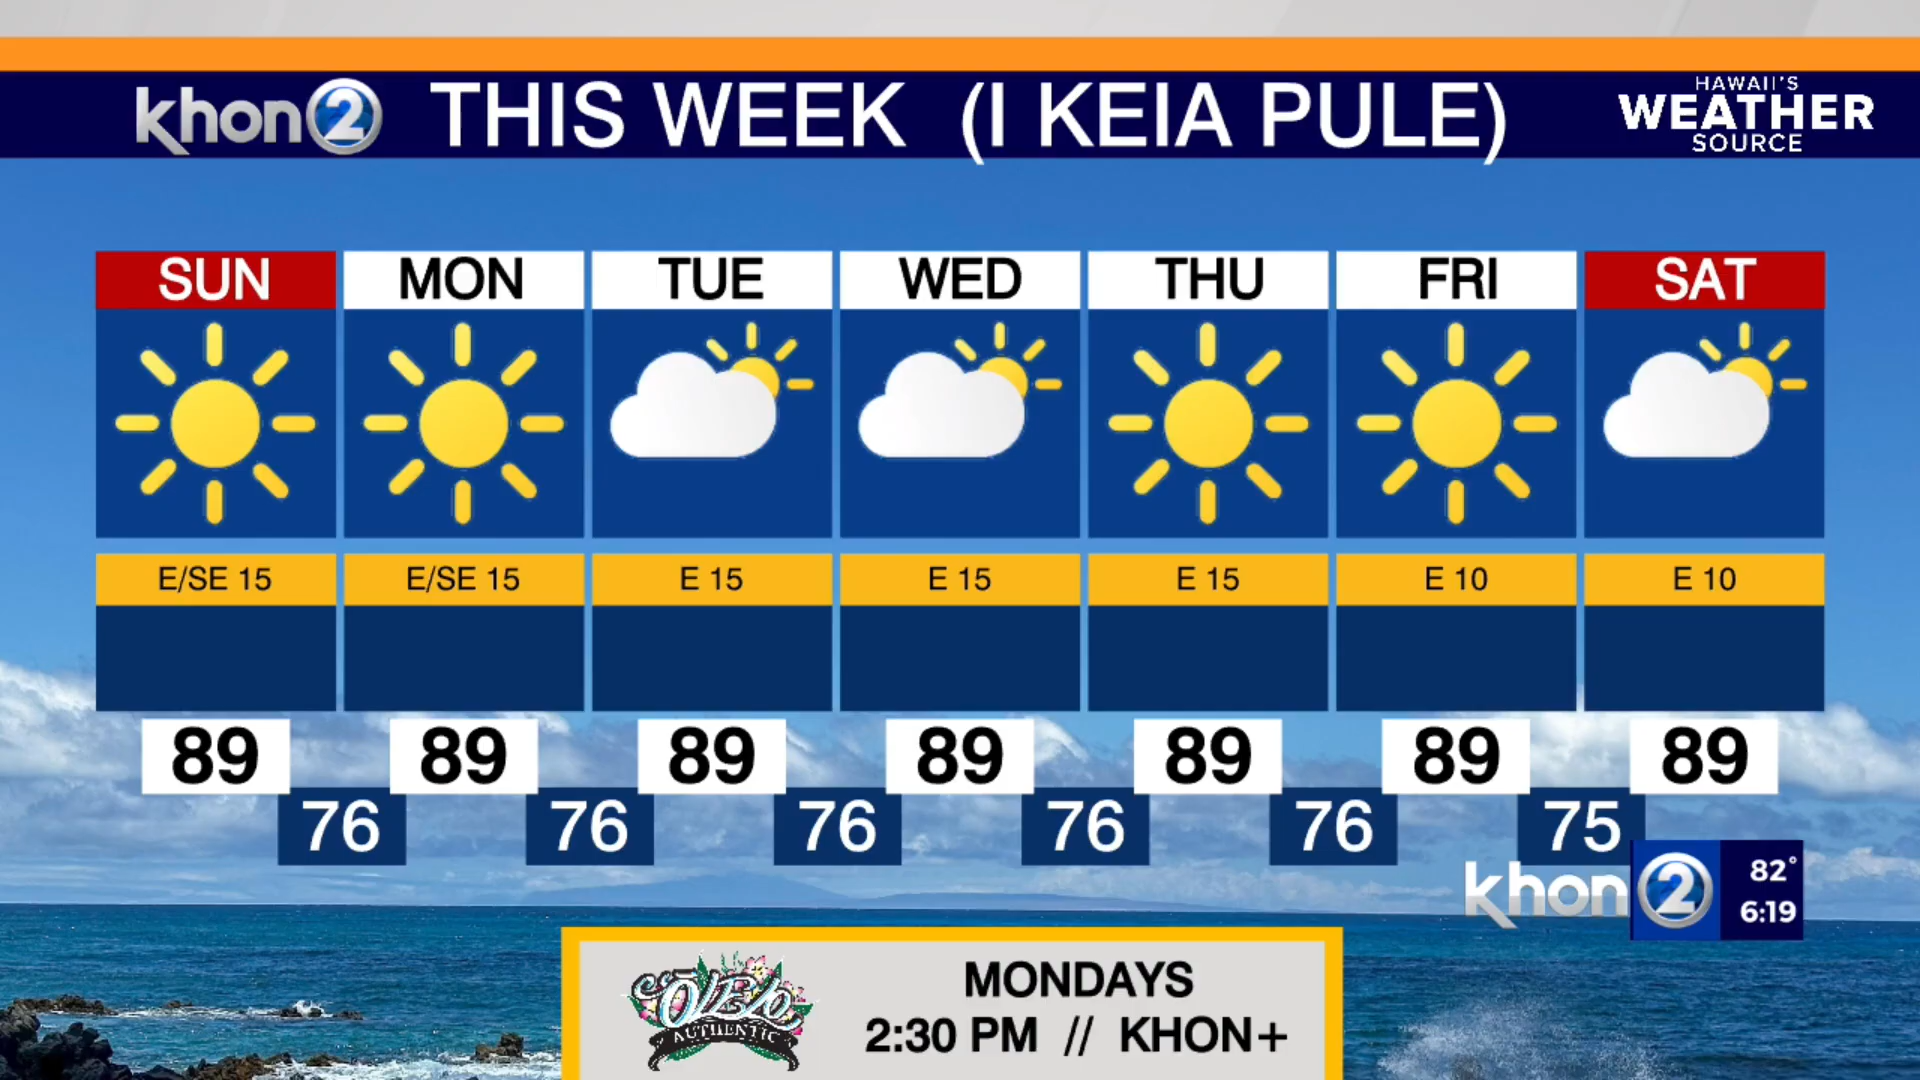 khon2 THIS WEEK (I KEIA PULE)
HAWAII'S
WEATHER
SOURCE
SUN MON TUE WED THU FRI SAT
E/SE 15 E/SE 15 E 15 E 15 E 15 E 10 E 10
89 89 89 89 89 89 89
76 76 76 76 76 75
khon2 82°
6:19
MONDAYS
AUTHENTIC
2:30 PM // KHON+